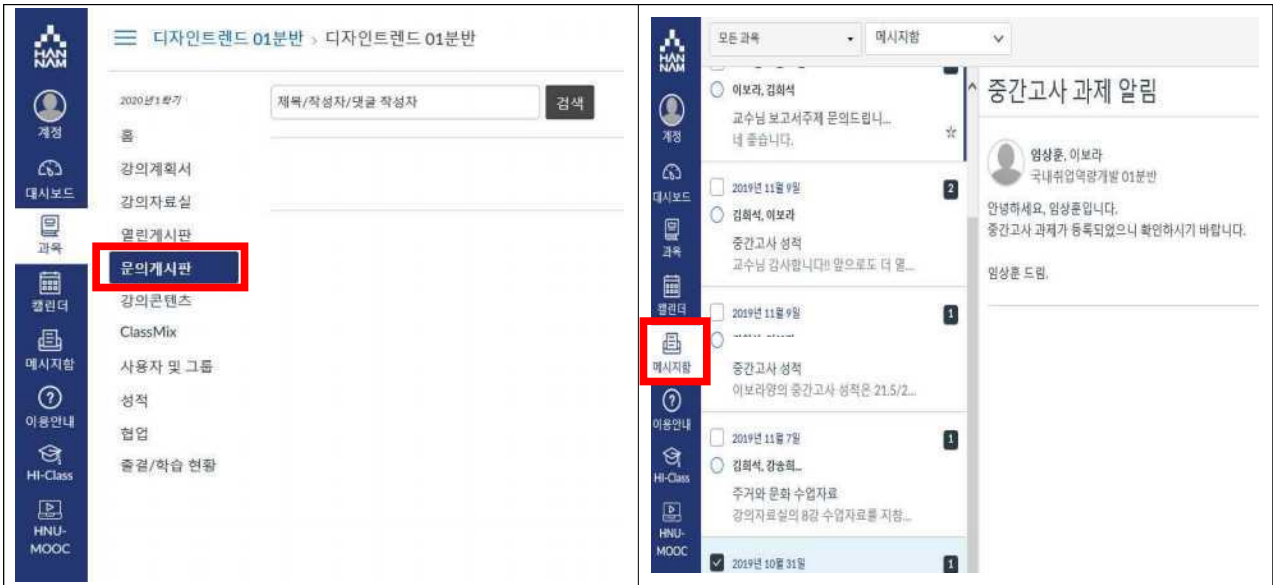 HAN
NAM
계정
대시보드
과목
캘린더
메시지함
이용안내
HI-Class
HNU-
MOOC
디자인트렌드 01분반 › 디자인트렌드 01분반
2020년 1학기
홈
강의계획서
강의자료실
열린게시판
문의게시판
강의콘텐츠
ClassMix
사용자 및 그룹
성적
협업
출결/학습 현황
제목/작성자/댓글 작성자 검색
HAN
NAM
계정
대시보드
과목
캘린더
메시지함
이용안내
HI-Class
HNU-
MOOC
모든 과목 메시지함
이보라, 김희석
교수님 보고서주제 문의드립니...
네 좋습니다.
2019년 11월 9일 2
김희석, 이보라
중간고사 성적
교수님 감사합니다!! 앞으로도 더 열...
2019년 11월 9일 1
중간고사 성적
이보라양의 중간고사 성적은 21.5/2...
2019년 11월 7일 1
김희석, 강송희...
주거와 문화 수업자료
강의자료실의 8강 수업자료를 지참...
2019년 10월 31일 1
중간고사 과제 알림
임상훈, 이보라
국내취업역량개발 01분반
안녕하세요, 임상훈입니다.
중간고사 과제가 등록되었으니 확인하시기 바랍니다.
임상훈 드림.